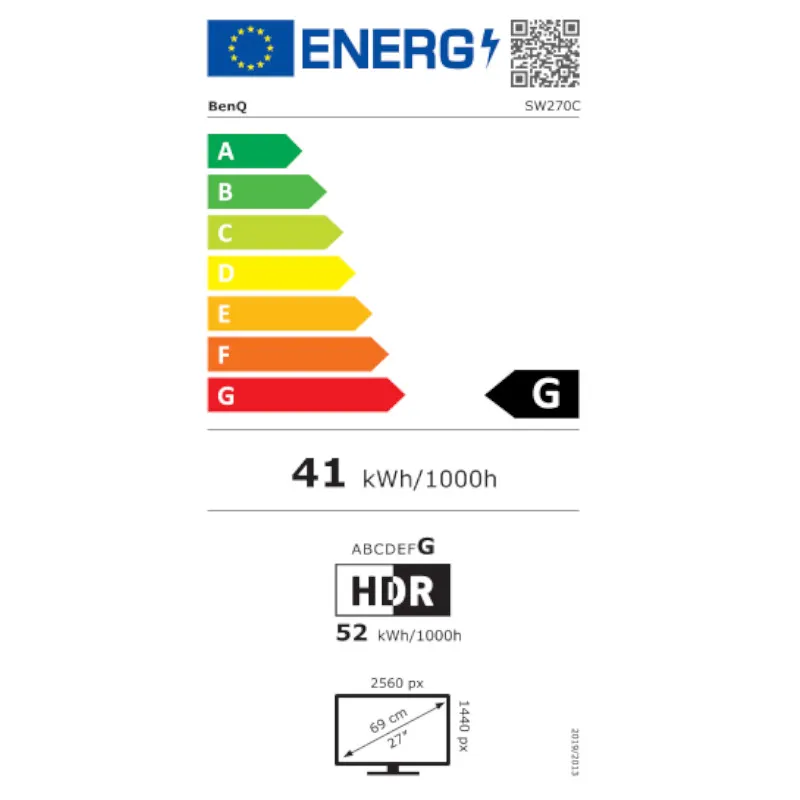 ENERG
BenQ SW270C
A
B
C
D
E
F
G
G
41 kWh/1000h
ABCDEFG
HDR
52 kWh/1000h
2560 px
69 cm
27”
1440 px
2019/2013